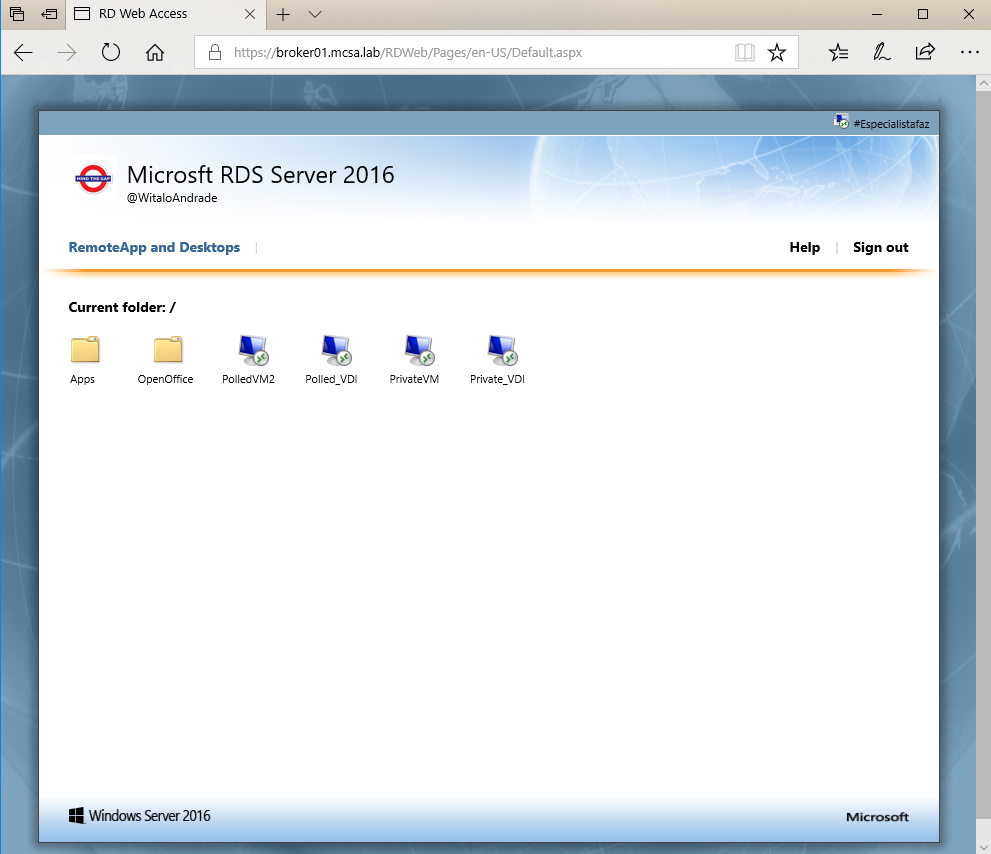 RD Web Access
https://broker01.mcsa.lab/RDWeb/Pages/en-US/Default.aspx
#Especialistafaz
MIND THE GAP
Microsft RDS Server 2016
@WitaloAndrade
RemoteApp and Desktops | Help | Sign out
Current folder: /
Apps OpenOffice PolledVM2 Polled_VDI PrivateVM Private_VDI
Windows Server 2016 Microsoft